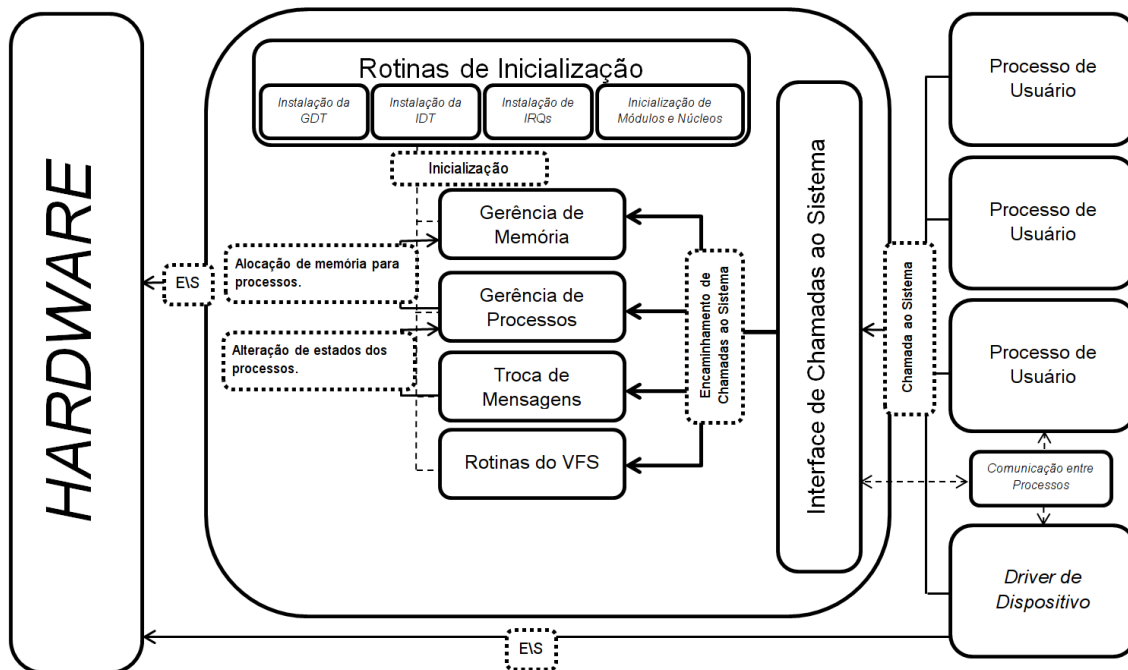 HARDWARE
E\S
Rotinas de Inicialização
Instalação da
GDT
Instalação da
IDT
Instalação de
IRQs
Inicialização de
Módulos e Núcleos
Inicialização
Gerência de
Memória
Alocação de memória para
processos.
Gerência de
Processos
Alteração de estados dos
processos.
Troca de
Mensagens
Rotinas do VFS
Encaminhamento de
Chamadas ao Sistema
Interface de Chamadas ao Sistema
Chamada ao Sistema
Processo de
Usuário
Processo de
Usuário
Processo de
Usuário
Comunicação entre
Processos
Driver de
Dispositivo
E\S